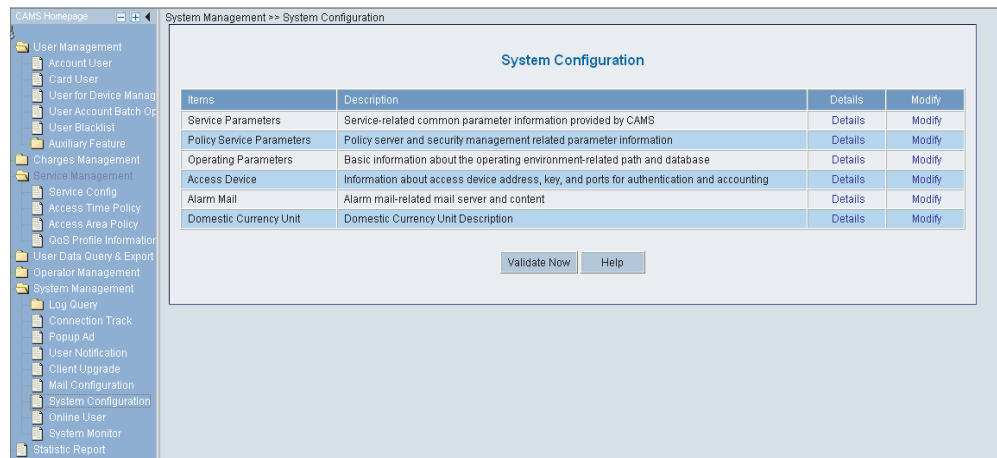 CAMS Homepage
System Management >> System Configuration
User Management
Account User
Card User
User for Device Manag
User Account Batch Op
User Blacklist
Auxiliary Feature
Charges Management
Service Management
Service Config
Access Time Policy
Access Area Policy
QoS Profile Information
User Data Query & Export
Operator Management
System Management
Log Query
Connection Track
Popup Ad
User Notification
Client Upgrade
Mail Configuration
System Configuration
Online User
System Monitor
Statistic Report
System Configuration
Items Description Details Modify
Service Parameters Service-related common parameter information provided by CAMS Details Modify
Policy Service Parameters Policy server and security management related parameter information Details Modify
Operating Parameters Basic information about the operating environment-related path and database Details Modify
Access Device Information about access device address, key, and ports for authentication and accounting Details Modify
Alarm Mail Alarm mail-related mail server and content Details Modify
Domestic Currency Unit Domestic Currency Unit Description Details Modify
Validate Now Help